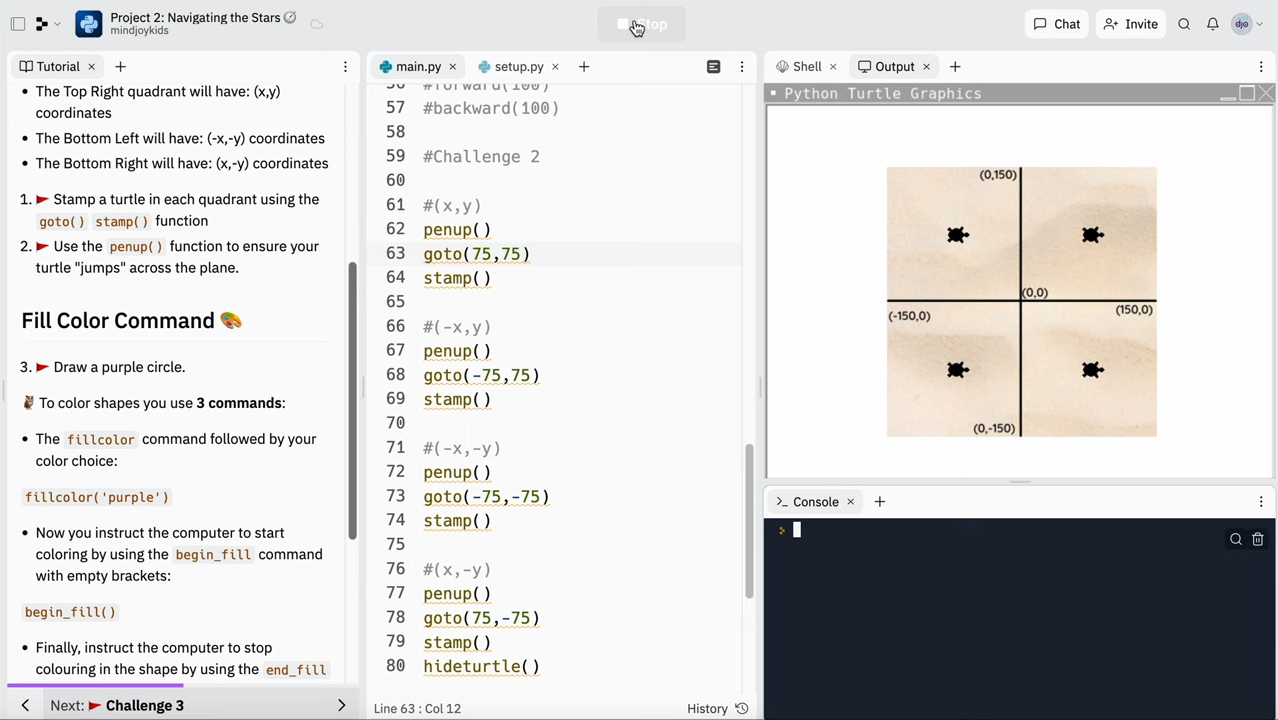 Project 2: Navigating the Stars
mindjoykids
Stop
Chat
Invite
djo
Tutorial
• The Top Right quadrant will have: (x,y)
coordinates
• The Bottom Left will have: (-x,-y) coordinates
• The Bottom Right will have: (x,-y) coordinates
1. Stamp a turtle in each quadrant using the
goto() stamp() function
2. Use the penup() function to ensure your
turtle "jumps" across the plane.
Fill Color Command
3. Draw a purple circle.
To color shapes you use 3 commands:
• The fillcolor command followed by your
color choice:
fillcolor('purple')
• Now you instruct the computer to start
coloring by using the begin_fill command
with empty brackets:
begin_fill()
• Finally, instruct the computer to stop
colouring in the shape by using the end_fill
Next: Challenge 3
main.py
setup.py
56 #forward(100)
57 #backward(100)
58
59 #Challenge 2
60
61 #(x,y)
62 penup()
63 goto(75,75)
64 stamp()
65
66 #(-x,y)
67 penup()
68 goto(-75,75)
69 stamp()
70
71 #(-x,-y)
72 penup()
73 goto(-75,-75)
74 stamp()
75
76 #(x,-y)
77 penup()
78 goto(75,-75)
79 stamp()
80 hideturtle()
Line 63 : Col 12
History
Shell
Output
Python Turtle Graphics
(0,150)
(0,0)
(-150,0)
(150,0)
(0,-150)
Console